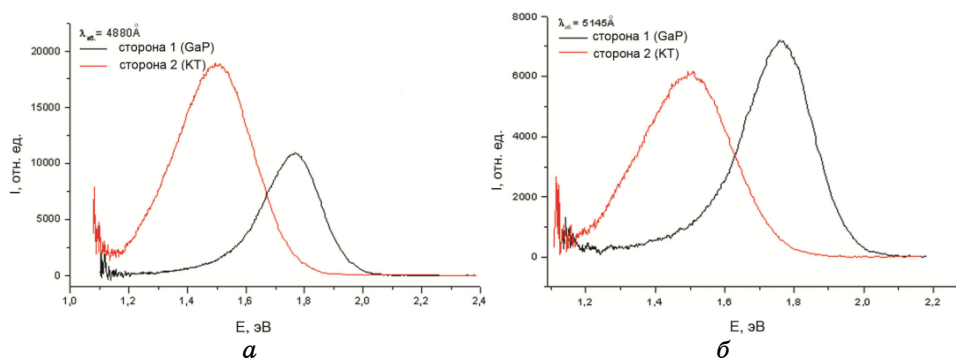 λвзб. = 4880Å
сторона 1 (GaP)
сторона 2 (КТ)
I, отн. ед.
20000
15000
10000
5000
0
1,0 1,2 1,4 1,6 1,8 2,0 2,2 2,4
E, эВ
а
λвзб = 5145Å
сторона 1 (GaP)
сторона 2 (КТ)
I, отн. ед.
8000
6000
4000
2000
0
1,2 1,4 1,6 1,8 2,0 2,2
E, эВ
б